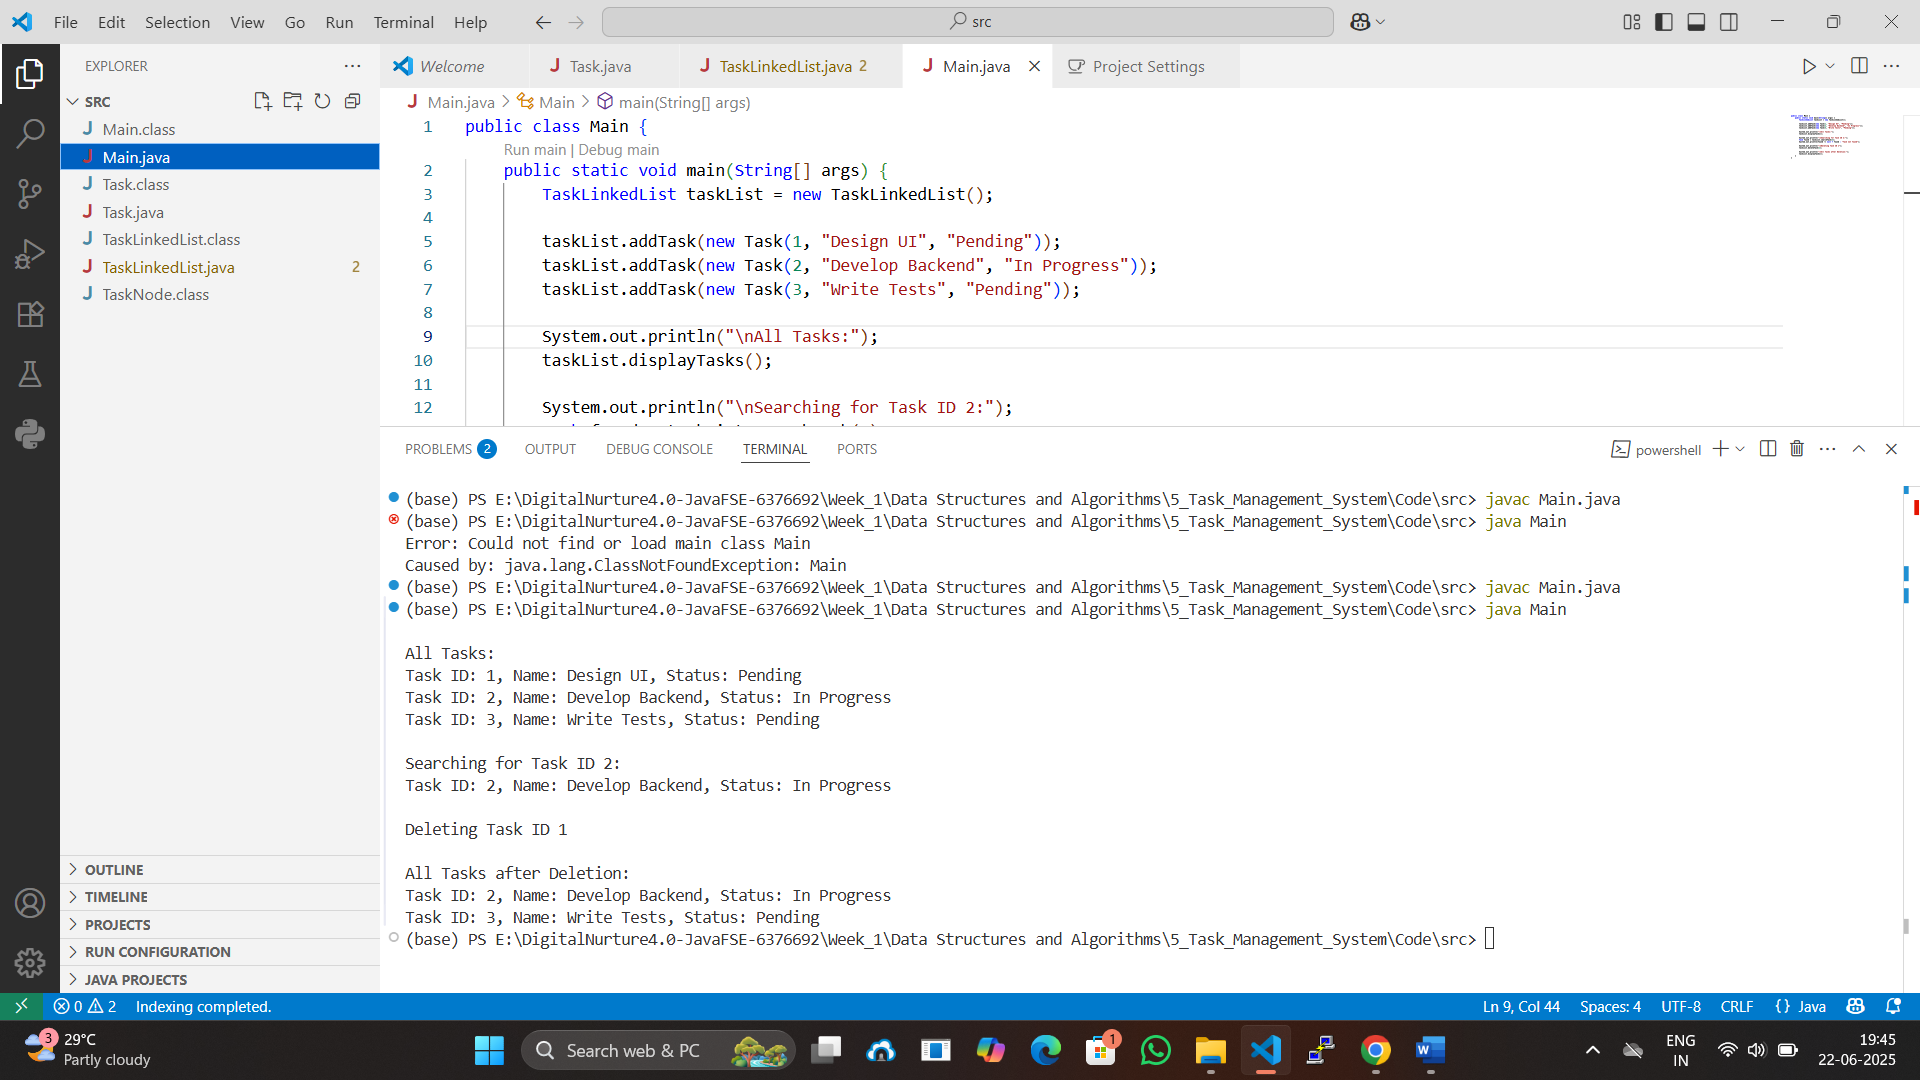 File Edit Selection View Go Run Terminal Help
src
EXPLORER
SRC
Main.class
Main.java
Task.class
Task.java
TaskLinkedList.class
TaskLinkedList.java 2
TaskNode.class
OUTLINE
TIMELINE
PROJECTS
RUN CONFIGURATION
JAVA PROJECTS
Welcome Task.java TaskLinkedList.java 2 Main.java Project Settings
Main.java > Main > main(String[] args)
1 public class Main {
Run main | Debug main
2 public static void main(String[] args) {
3 TaskLinkedList taskList = new TaskLinkedList();
4
5 taskList.addTask(new Task(1, "Design UI", "Pending"));
6 taskList.addTask(new Task(2, "Develop Backend", "In Progress"));
7 taskList.addTask(new Task(3, "Write Tests", "Pending"));
8
9 System.out.println("\nAll Tasks:");
10 taskList.displayTasks();
11
12 System.out.println("\nSearching for Task ID 2:");
PROBLEMS 2 OUTPUT DEBUG CONSOLE TERMINAL PORTS
powershell
(base) PS E:\DigitalNurture4.0-JavaFSE-6376692\Week_1\Data Structures and Algorithms\5_Task_Management_System\Code\src> javac Main.java
(base) PS E:\DigitalNurture4.0-JavaFSE-6376692\Week_1\Data Structures and Algorithms\5_Task_Management_System\Code\src> java Main
Error: Could not find or load main class Main
Caused by: java.lang.ClassNotFoundException: Main
(base) PS E:\DigitalNurture4.0-JavaFSE-6376692\Week_1\Data Structures and Algorithms\5_Task_Management_System\Code\src> javac Main.java
(base) PS E:\DigitalNurture4.0-JavaFSE-6376692\Week_1\Data Structures and Algorithms\5_Task_Management_System\Code\src> java Main
All Tasks:
Task ID: 1, Name: Design UI, Status: Pending
Task ID: 2, Name: Develop Backend, Status: In Progress
Task ID: 3, Name: Write Tests, Status: Pending
Searching for Task ID 2:
Task ID: 2, Name: Develop Backend, Status: In Progress
Deleting Task ID 1
All Tasks after Deletion:
Task ID: 2, Name: Develop Backend, Status: In Progress
Task ID: 3, Name: Write Tests, Status: Pending
(base) PS E:\DigitalNurture4.0-JavaFSE-6376692\Week_1\Data Structures and Algorithms\5_Task_Management_System\Code\src>
0 2 Indexing completed.
Ln 9, Col 44 Spaces: 4 UTF-8 CRLF {} Java
3
29°C
Partly cloudy
Search web & PC
1
ENG
IN
19:45
22-06-2025